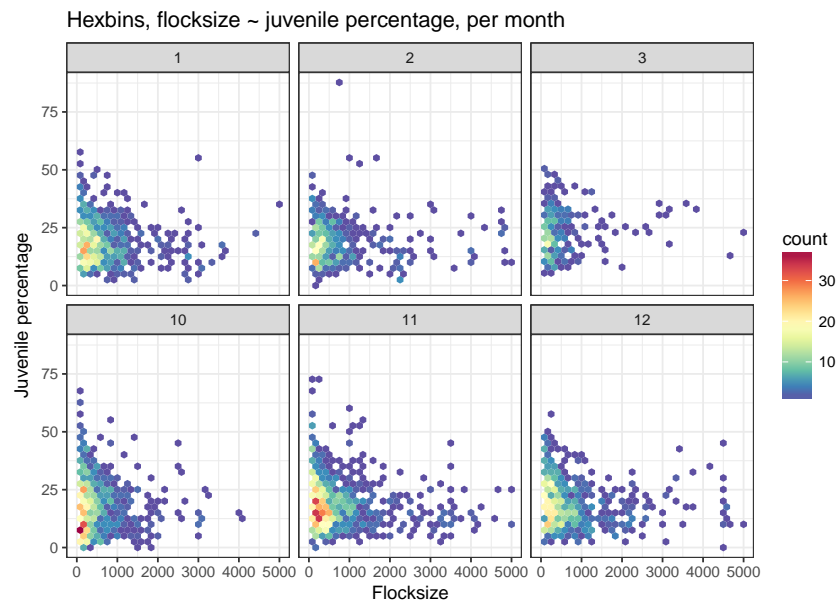 Hexbins, flocksize ~ juvenile percentage, per month
1 2 3
75
50
25
0
10 11 12
75
50
25
0
Juvenile percentage
0 1000 2000 3000 4000 5000 0 1000 2000 3000 4000 5000 0 1000 2000 3000 4000 5000
Flocksize
count
30
20
10